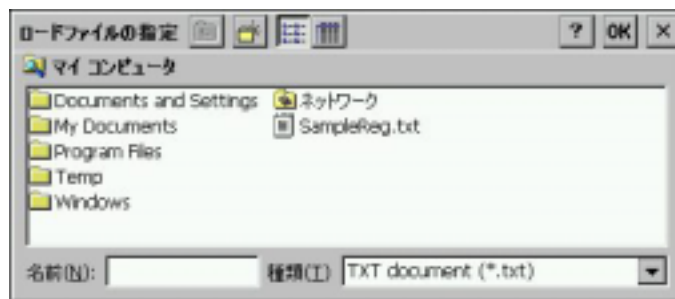 ロードファイルの指定 ? OK ×
マイ コンピュータ
Documents and Settings ネットワーク
My Documents SampleReg.txt
Program Files
Temp
Windows
名前(N): 種類(T) TXT document (*.txt)